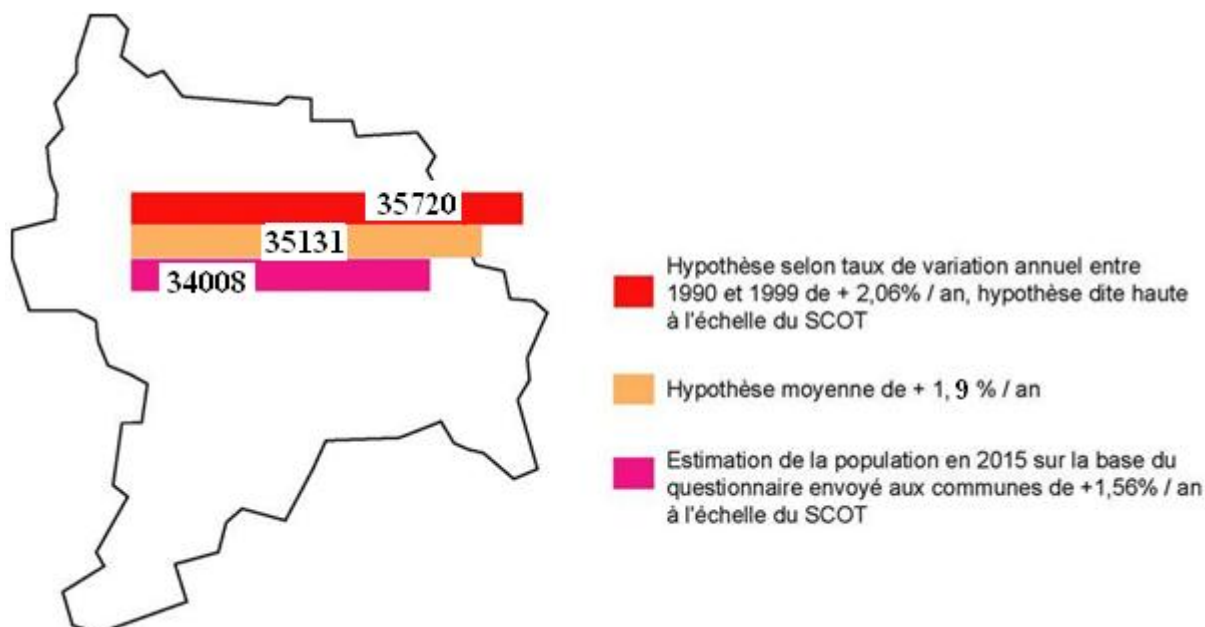 35720
35131
34008
Hypothèse selon taux de variation annuel entre
1990 et 1999 de + 2,06% / an, hypothèse dite haute
à l'échelle du SCOT
Hypothèse moyenne de + 1, 9 % / an
Estimation de la population en 2015 sur la base du
questionnaire envoyé aux communes de +1,56% / an
à l'échelle du SCOT